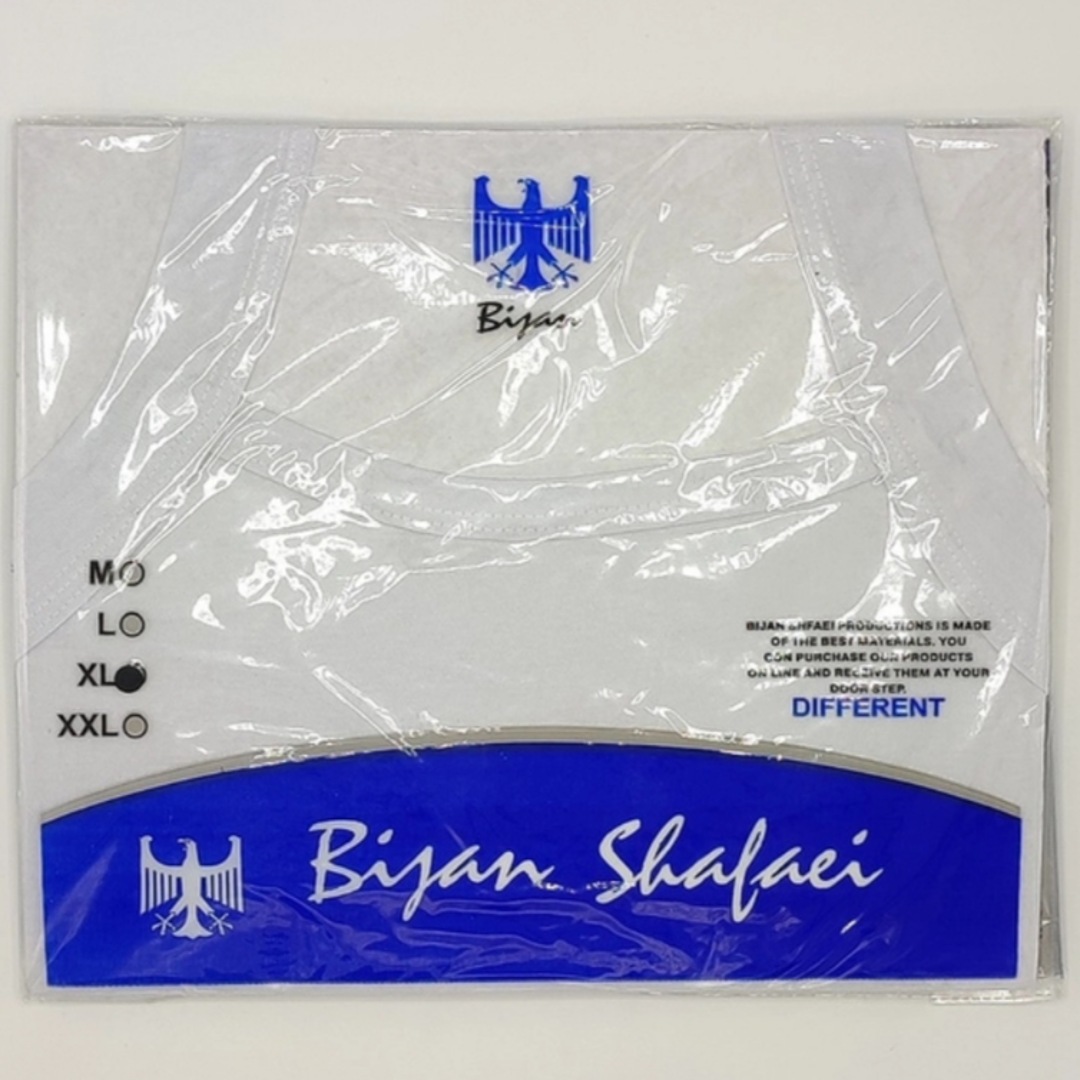 Bijan
M
L
XL
XXL
BIJAN SHFAEI PRODUCTIONS IS MADE
OF THE BEST MATERIALS. YOU
CON PURCHASE OUR PRODUCTS
ON LINE AND RECEIVE THEM AT YOUR
DOOR STEP.
DIFFERENT
Bijan Shafaei